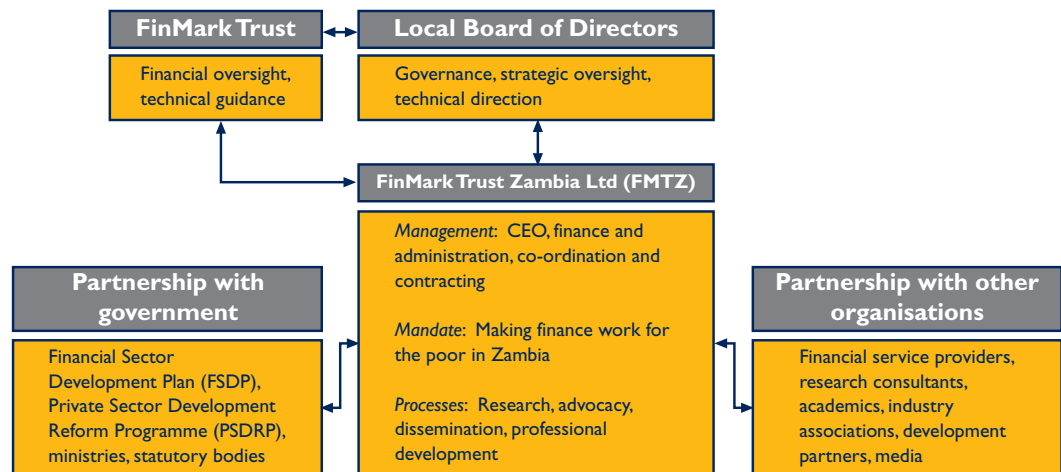 FinMark Trust
Local Board of Directors
Financial oversight,
technical guidance
Governance, strategic oversight,
technical direction
FinMark Trust Zambia Ltd (FMTZ)
Management: CEO, finance and
administration, co-ordination and
contracting
Mandate: Making finance work for
the poor in Zambia
Processes: Research, advocacy,
dissemination, professional
development
Partnership with
government
Financial Sector
Development Plan (FSDP),
Private Sector Development
Reform Programme (PSDRP),
ministries, statutory bodies
Partnership with other
organisations
Financial service providers,
research consultants,
academics, industry
associations, development
partners, media